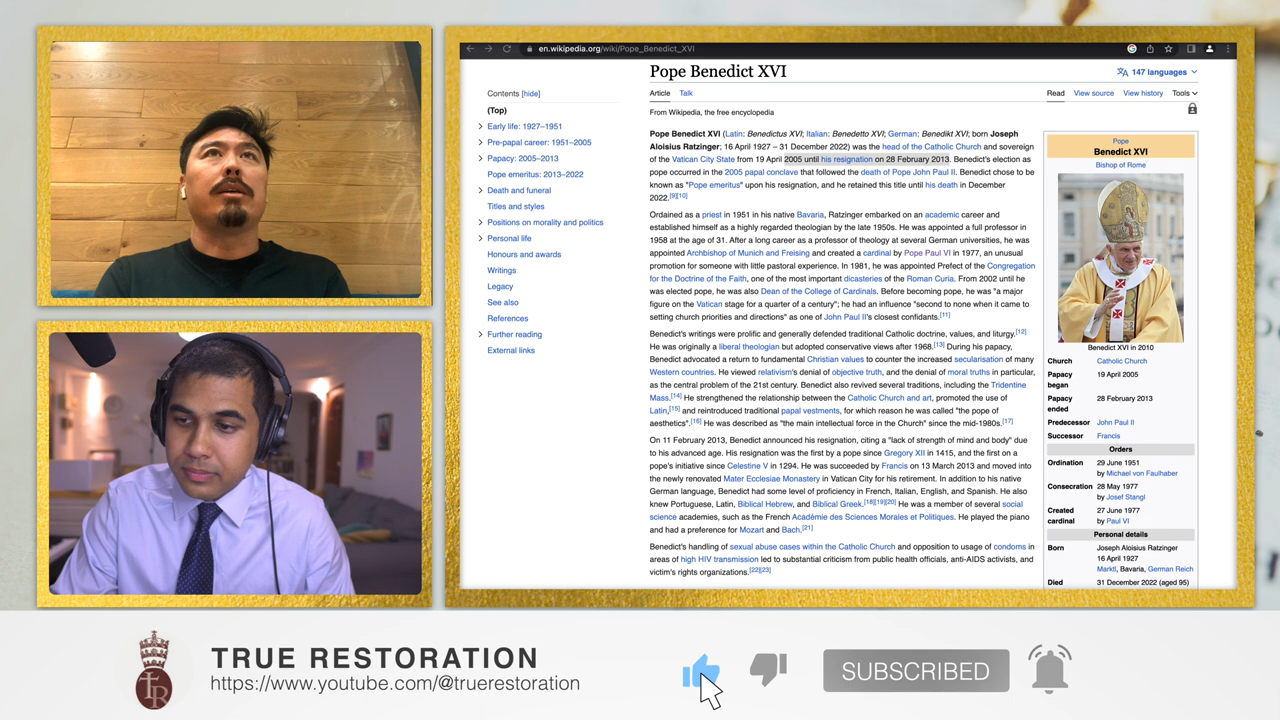 en.wikipedia.org/wiki/Pope_Benedict_XVI
Pope Benedict XVI
147 languages
Article Talk
Read View source View history Tools
From Wikipedia, the free encyclopedia
Contents [hide]
(Top)
Early life: 1927–1951
Pre-papal career: 1951–2005
Papacy: 2005–2013
Pope emeritus: 2013–2022
Death and funeral
Titles and styles
Positions on morality and politics
Personal life
Honours and awards
Writings
Legacy
See also
References
Further reading
External links
Pope Benedict XVI (Latin: Benedictus XVI; Italian: Benedetto XVI; German: Benedikt XVI; born Joseph
Aloisius Ratzinger; 16 April 1927 – 31 December 2022) was the head of the Catholic Church and sovereign
of the Vatican City State from 19 April 2005 until his resignation on 28 February 2013. Benedict's election as
pope occurred in the 2005 papal conclave that followed the death of Pope John Paul II. Benedict chose to be
known as "Pope emeritus" upon his resignation, and he retained this title until his death in December
2022.[9][10]
Ordained as a priest in 1951 in his native Bavaria, Ratzinger embarked on an academic career and
established himself as a highly regarded theologian by the late 1950s. He was appointed a full professor in
1958 at the age of 31. After a long career as a professor of theology at several German universities, he was
appointed Archbishop of Munich and Freising and created a cardinal by Pope Paul VI in 1977, an unusual
promotion for someone with little pastoral experience. In 1981, he was appointed Prefect of the Congregation
for the Doctrine of the Faith, one of the most important dicasteries of the Roman Curia. From 2002 until he
was elected pope, he was also Dean of the College of Cardinals. Before becoming pope, he was "a major
figure on the Vatican stage for a quarter of a century"; he had an influence "second to none when it came to
setting church priorities and directions" as one of John Paul II's closest confidants.[11]
Benedict's writings were prolific and generally defended traditional Catholic doctrine, values, and liturgy.[12]
He was originally a liberal theologian but adopted conservative views after 1968.[13] During his papacy,
Benedict advocated a return to fundamental Christian values to counter the increased secularisation of many
Western countries. He viewed relativism's denial of objective truth, and the denial of moral truths in particular,
as the central problem of the 21st century. Benedict also revived several traditions, including the Tridentine
Mass.[14] He strengthened the relationship between the Catholic Church and art, promoted the use of
Latin,[15] and reintroduced traditional papal vestments, for which reason he was called "the pope of
aesthetics".[16] He was described as "the main intellectual force in the Church" since the mid-1980s.[17]
On 11 February 2013, Benedict announced his resignation, citing a "lack of strength of mind and body" due
to his advanced age. His resignation was the first by a pope since Gregory XII in 1415, and the first on a
pope's initiative since Celestine V in 1294. He was succeeded by Francis on 13 March 2013 and moved into
the newly renovated Mater Ecclesiae Monastery in Vatican City for his retirement. In addition to his native
German language, Benedict had some level of proficiency in French, Italian, English, and Spanish. He also
knew Portuguese, Latin, Biblical Hebrew, and Biblical Greek.[18][19][20] He was a member of several social
science academies, such as the French Académie des Sciences Morales et Politiques. He played the piano
and had a preference for Mozart and Bach.[21]
Benedict's handling of sexual abuse cases within the Catholic Church and opposition to usage of condoms in
areas of high HIV transmission led to substantial criticism from public health officials, anti-AIDS activists, and
victim's rights organizations.[22][23]
Pope
Benedict XVI
Bishop of Rome
Benedict XVI in 2010
Church Catholic Church
Papacy began 19 April 2005
Papacy ended 28 February 2013
Predecessor John Paul II
Successor Francis
Orders
Ordination 29 June 1951
by Michael von Faulhaber
Consecration 28 May 1977
by Josef Stangl
Created cardinal 27 June 1977
by Paul VI
Personal details
Born Joseph Aloisius Ratzinger
16 April 1927
Marktl, Bavaria, German Reich
Died 31 December 2022 (aged 95)
TR
TRUE RESTORATION
https://www.youtube.com/@truerestoration
SUBSCRIBED